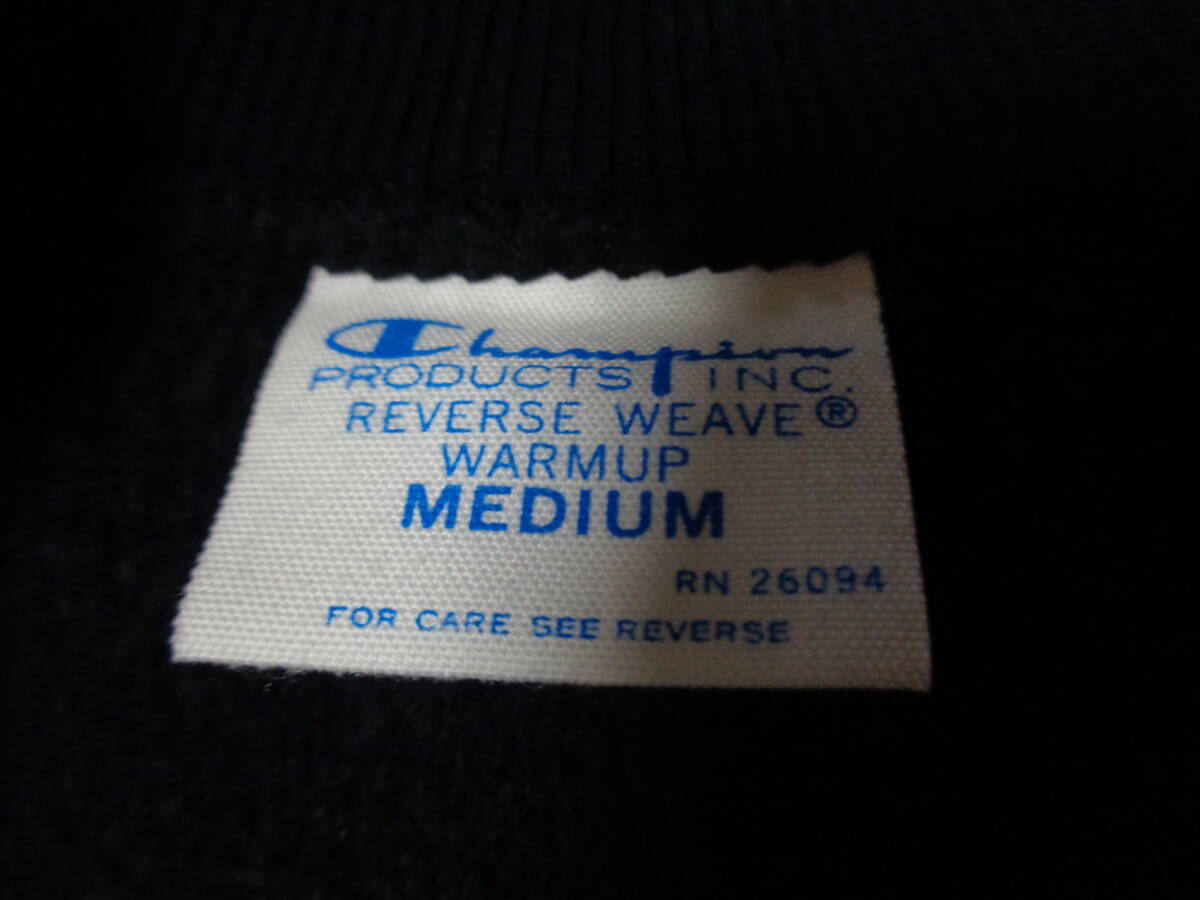 Champion
PRODUCTS INC.
REVERSE WEAVE®
WARMUP
MEDIUM
RN 26094
FOR CARE SEE REVERSE